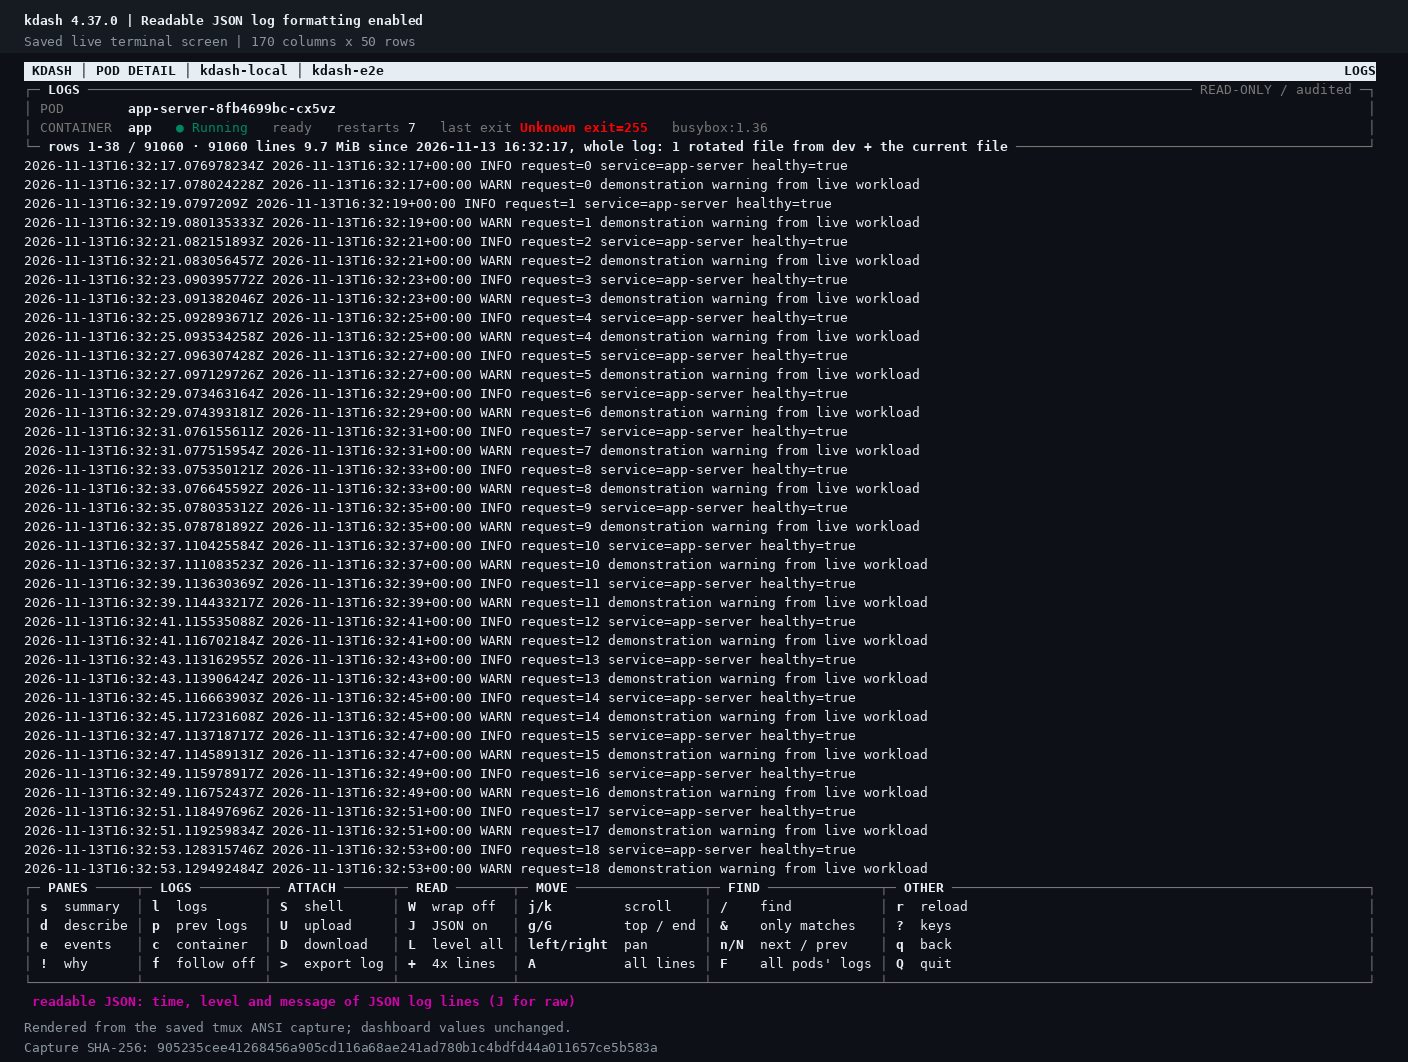 kdash 4.37.0 | Readable JSON log formatting enabled
Saved live terminal screen | 170 columns x 50 rows
KDASH │ POD DETAIL │ kdash-local │ kdash-e2e LOGS
LOGS READ-ONLY / audited
POD app-server-8fb4699bc-cx5vz
CONTAINER app ● Running ready restarts 7 last exit Unknown exit=255 busybox:1.36
rows 1-38 / 91060 · 91060 lines 9.7 MiB since 2026-11-13 16:32:17, whole log: 1 rotated file from dev + the current file
2026-11-13T16:32:17.076978234Z 2026-11-13T16:32:17+00:00 INFO request=0 service=app-server healthy=true
2026-11-13T16:32:17.078024228Z 2026-11-13T16:32:17+00:00 WARN request=0 demonstration warning from live workload
2026-11-13T16:32:19.0797209Z 2026-11-13T16:32:19+00:00 INFO request=1 service=app-server healthy=true
2026-11-13T16:32:19.080135333Z 2026-11-13T16:32:19+00:00 WARN request=1 demonstration warning from live workload
2026-11-13T16:32:21.082151893Z 2026-11-13T16:32:21+00:00 INFO request=2 service=app-server healthy=true
2026-11-13T16:32:21.083056457Z 2026-11-13T16:32:21+00:00 WARN request=2 demonstration warning from live workload
2026-11-13T16:32:23.090395772Z 2026-11-13T16:32:23+00:00 INFO request=3 service=app-server healthy=true
2026-11-13T16:32:23.091382046Z 2026-11-13T16:32:23+00:00 WARN request=3 demonstration warning from live workload
2026-11-13T16:32:25.092893671Z 2026-11-13T16:32:25+00:00 INFO request=4 service=app-server healthy=true
2026-11-13T16:32:25.093534258Z 2026-11-13T16:32:25+00:00 WARN request=4 demonstration warning from live workload
2026-11-13T16:32:27.096307428Z 2026-11-13T16:32:27+00:00 INFO request=5 service=app-server healthy=true
2026-11-13T16:32:27.097129726Z 2026-11-13T16:32:27+00:00 WARN request=5 demonstration warning from live workload
2026-11-13T16:32:29.073463164Z 2026-11-13T16:32:29+00:00 INFO request=6 service=app-server healthy=true
2026-11-13T16:32:29.074393181Z 2026-11-13T16:32:29+00:00 WARN request=6 demonstration warning from live workload
2026-11-13T16:32:31.076155611Z 2026-11-13T16:32:31+00:00 INFO request=7 service=app-server healthy=true
2026-11-13T16:32:31.077515954Z 2026-11-13T16:32:31+00:00 WARN request=7 demonstration warning from live workload
2026-11-13T16:32:33.075350121Z 2026-11-13T16:32:33+00:00 INFO request=8 service=app-server healthy=true
2026-11-13T16:32:33.076645592Z 2026-11-13T16:32:33+00:00 WARN request=8 demonstration warning from live workload
2026-11-13T16:32:35.078035312Z 2026-11-13T16:32:35+00:00 INFO request=9 service=app-server healthy=true
2026-11-13T16:32:35.078781892Z 2026-11-13T16:32:35+00:00 WARN request=9 demonstration warning from live workload
2026-11-13T16:32:37.110425584Z 2026-11-13T16:32:37+00:00 INFO request=10 service=app-server healthy=true
2026-11-13T16:32:37.111083523Z 2026-11-13T16:32:37+00:00 WARN request=10 demonstration warning from live workload
2026-11-13T16:32:39.113630369Z 2026-11-13T16:32:39+00:00 INFO request=11 service=app-server healthy=true
2026-11-13T16:32:39.114433217Z 2026-11-13T16:32:39+00:00 WARN request=11 demonstration warning from live workload
2026-11-13T16:32:41.115535088Z 2026-11-13T16:32:41+00:00 INFO request=12 service=app-server healthy=true
2026-11-13T16:32:41.116702184Z 2026-11-13T16:32:41+00:00 WARN request=12 demonstration warning from live workload
2026-11-13T16:32:43.113162955Z 2026-11-13T16:32:43+00:00 INFO request=13 service=app-server healthy=true
2026-11-13T16:32:43.113906424Z 2026-11-13T16:32:43+00:00 WARN request=13 demonstration warning from live workload
2026-11-13T16:32:45.116663903Z 2026-11-13T16:32:45+00:00 INFO request=14 service=app-server healthy=true
2026-11-13T16:32:45.117231608Z 2026-11-13T16:32:45+00:00 WARN request=14 demonstration warning from live workload
2026-11-13T16:32:47.113718717Z 2026-11-13T16:32:47+00:00 INFO request=15 service=app-server healthy=true
2026-11-13T16:32:47.114589131Z 2026-11-13T16:32:47+00:00 WARN request=15 demonstration warning from live workload
2026-11-13T16:32:49.115978917Z 2026-11-13T16:32:49+00:00 INFO request=16 service=app-server healthy=true
2026-11-13T16:32:49.116752437Z 2026-11-13T16:32:49+00:00 WARN request=16 demonstration warning from live workload
2026-11-13T16:32:51.118497696Z 2026-11-13T16:32:51+00:00 INFO request=17 service=app-server healthy=true
2026-11-13T16:32:51.119259834Z 2026-11-13T16:32:51+00:00 WARN request=17 demonstration warning from live workload
2026-11-13T16:32:53.128315746Z 2026-11-13T16:32:53+00:00 INFO request=18 service=app-server healthy=true
2026-11-13T16:32:53.129492484Z 2026-11-13T16:32:53+00:00 WARN request=18 demonstration warning from live workload
PANES LOGS ATTACH READ MOVE FIND OTHER
s summary │ l logs │ S shell │ W wrap off │ j/k scroll │ / find │ r reload
d describe │ p prev logs │ U upload │ J JSON on │ g/G top / end │ & only matches │ ? keys
e events │ c container │ D download │ L level all │ left/right pan │ n/N next / prev │ q back
! why │ f follow off │ > export log │ + 4x lines │ A all lines │ F all pods' logs │ Q quit
readable JSON: time, level and message of JSON log lines (J for raw)
Rendered from the saved tmux ANSI capture; dashboard values unchanged.
Capture SHA-256: 905235cee41268456a905cd116a68ae241ad780b1c4bdfd44a011657ce5b583a